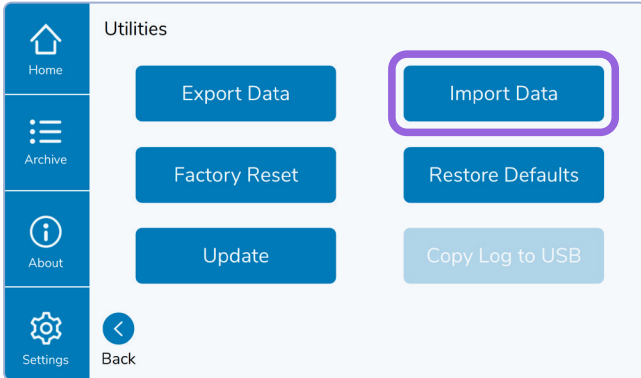 Utilities
Home
Export Data
Import Data
Archive
Factory Reset
Restore Defaults
About
Update
Copy Log to USB
Settings
Back